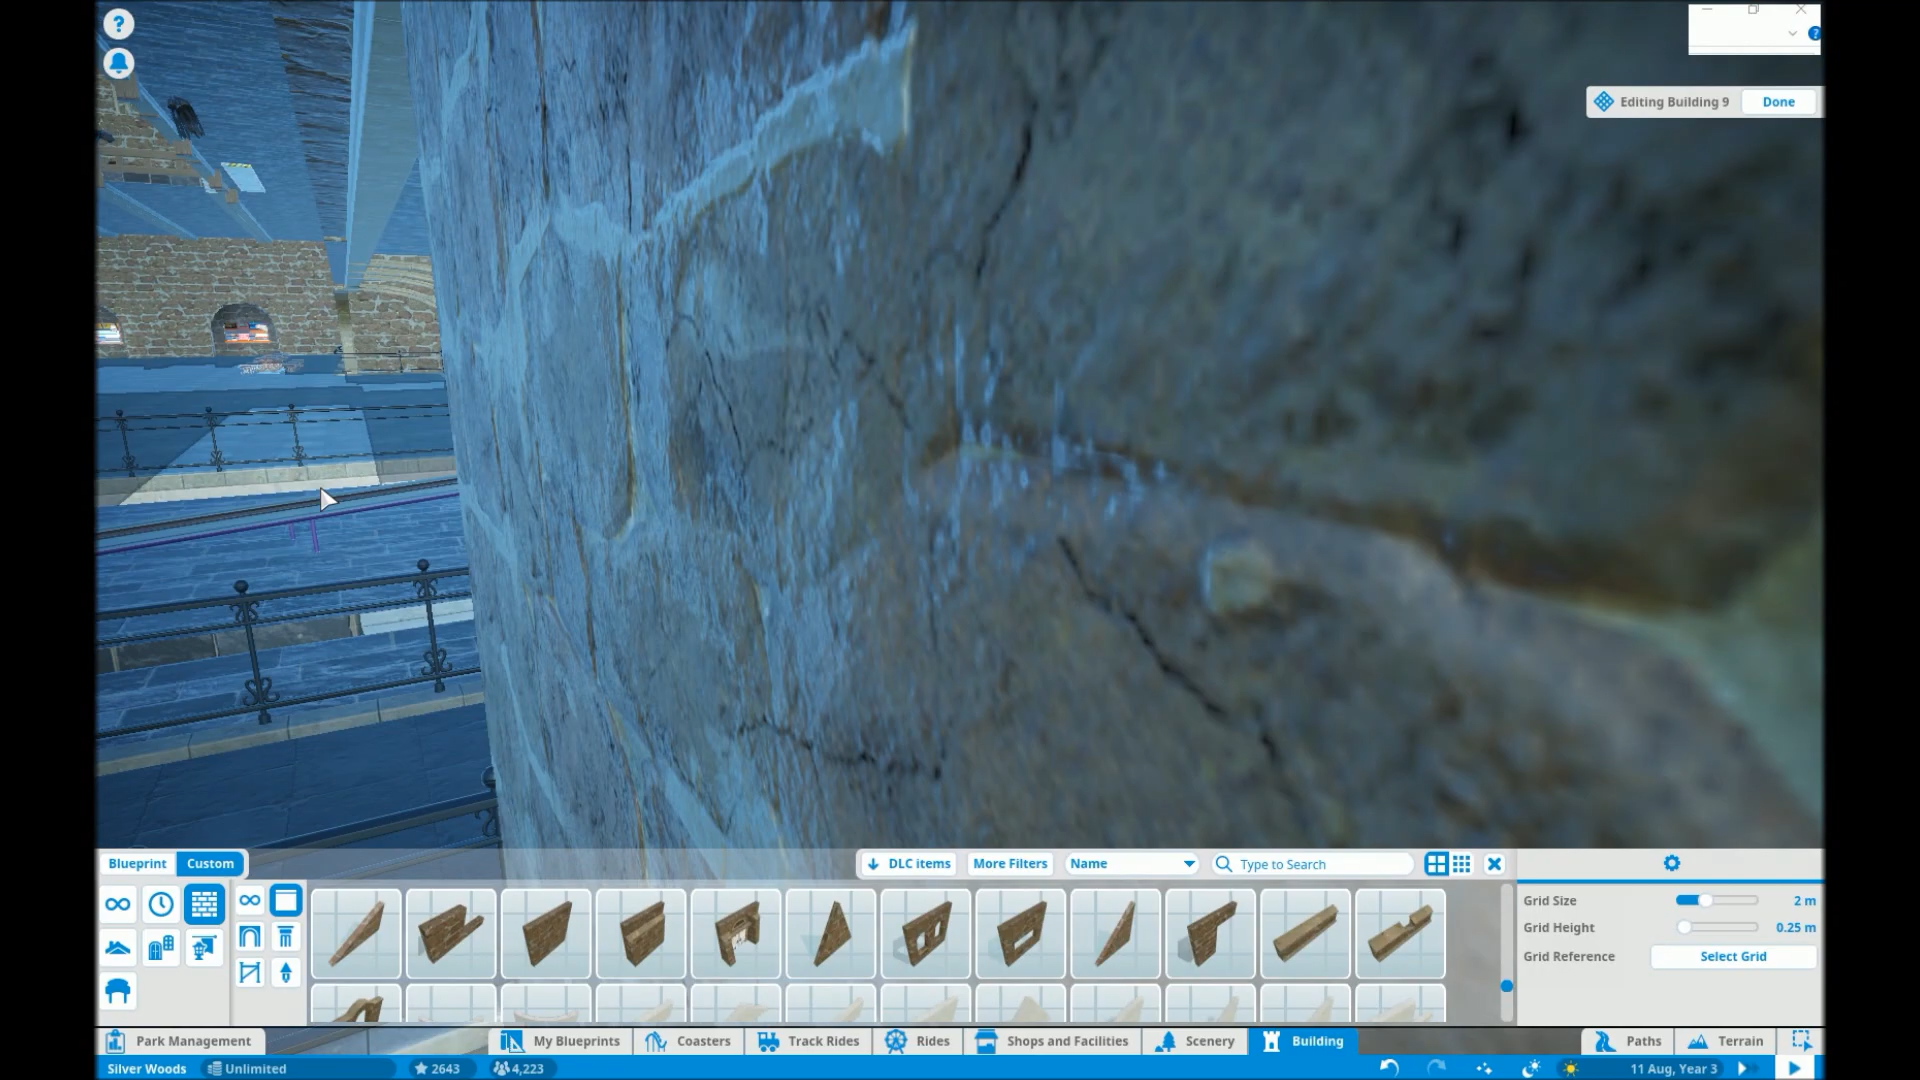 ?
?
Editing Building 9 Done
Blueprint Custom
DLC items More Filters Name Type to Search
Grid Size 2 m
Grid Height 0.25 m
Grid Reference Select Grid
Park Management My Blueprints Coasters Track Rides Rides Shops and Facilities Scenery Building Paths Terrain
Silver Woods Unlimited 2643 4,223 11 Aug, Year 3